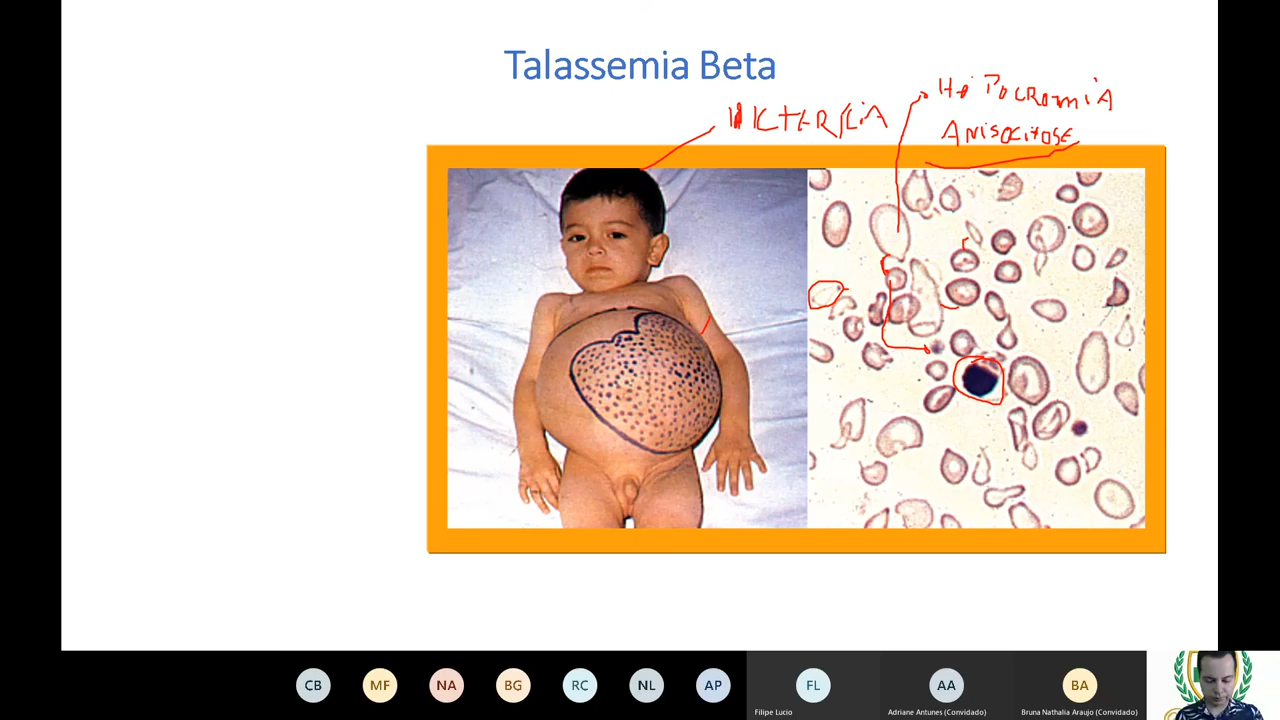 Talassemia Beta
HiPOCROMiA
ICTERÍCiA
ANiSOCiTOSE
CB
MF
NA
BG
RC
NL
AP
FL
AA
BA
Filipe Lucio
Adriane Antunes (Convidado)
Bruna Nathalia Araujo (Convidado)